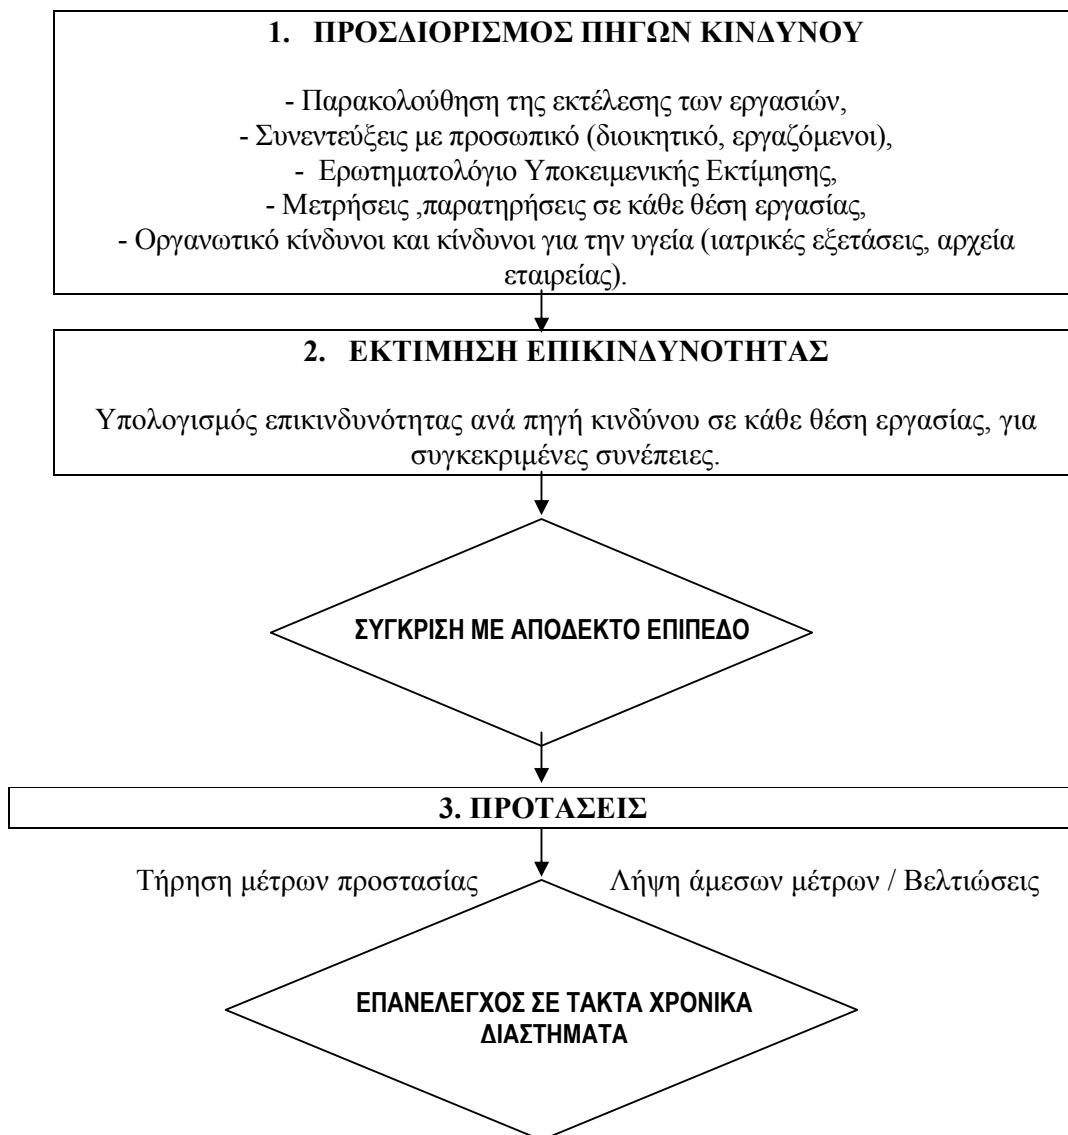 1. ΠΡΟΣΔΙΟΡΙΣΜΟΣ ΠΗΓΩΝ ΚΙΝΔΥΝΟΥ
- Παρακολούθηση της εκτέλεσης των εργασιών,
- Συνεντεύξεις με προσωπικό (διοικητικό, εργαζόμενοι),
- Ερωτηματολόγιο Υποκειμενικής Εκτίμησης,
- Μετρήσεις ,παρατηρήσεις σε κάθε θέση εργασίας,
- Οργανωτικό κίνδυνοι και κίνδυνοι για την υγεία (ιατρικές εξετάσεις, αρχεία
εταιρείας).
2. ΕΚΤΙΜΗΣΗ ΕΠΙΚΙΝΔΥΝΟΤΗΤΑΣ
Υπολογισμός επικινδυνότητας ανά πηγή κινδύνου σε κάθε θέση εργασίας, για
συγκεκριμένες συνέπειες.
ΣΥΓΚΡΙΣΗ ΜΕ ΑΠΟΔΕΚΤΟ ΕΠΙΠΕΔΟ
3. ΠΡΟΤΑΣΕΙΣ
Τήρηση μέτρων προστασίας
Λήψη άμεσων μέτρων / Βελτιώσεις
ΕΠΑΝΕΛΕΓΧΟΣ ΣΕ ΤΑΚΤΑ ΧΡΟΝΙΚΑ
ΔΙΑΣΤΗΜΑΤΑ